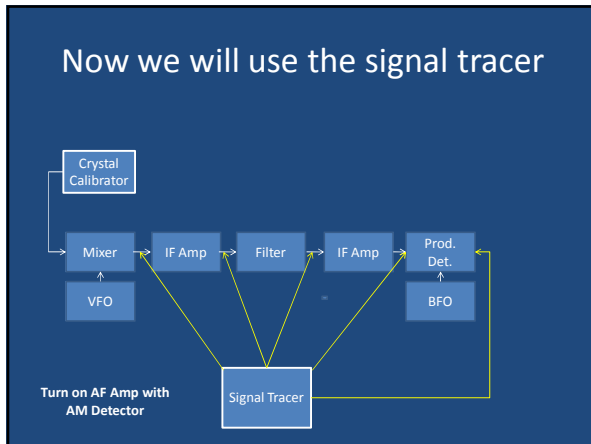 Now we will use the signal tracer
Crystal
Calibrator
Mixer
IF Amp
Filter
IF Amp
Prod.
Det.
VFO
BFO
Turn on AF Amp with
AM Detector
Signal Tracer